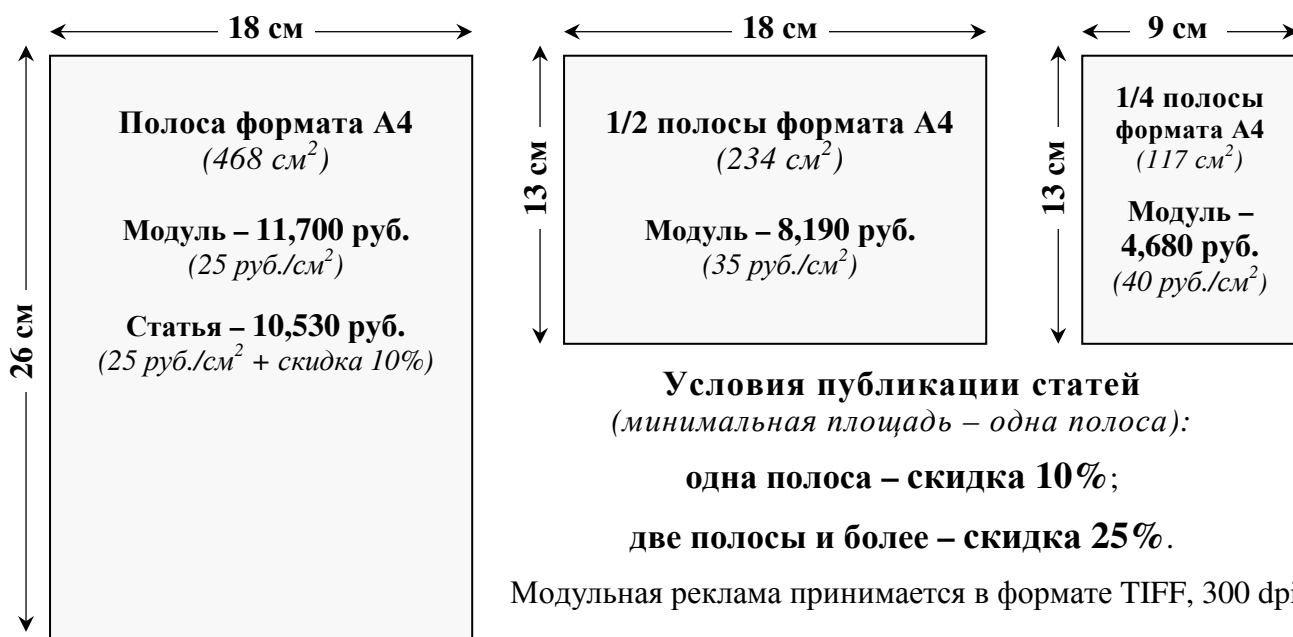 18 см
26 см
Полоса формата А4
(468 см²)
Модуль – 11,700 руб.
(25 руб./см²)
Статья – 10,530 руб.
(25 руб./см² + скидка 10%)
18 см
13 см
1/2 полосы формата А4
(234 см²)
Модуль – 8,190 руб.
(35 руб./см²)
9 см
13 см
1/4 полосы
формата А4
(117 см²)
Модуль –
4,680 руб.
(40 руб./см²)
Условия публикации статей
(минимальная площадь – одна полоса):
одна полоса – скидка 10%;
две полосы и более – скидка 25%.
Модульная реклама принимается в формате TIFF, 300 dpi